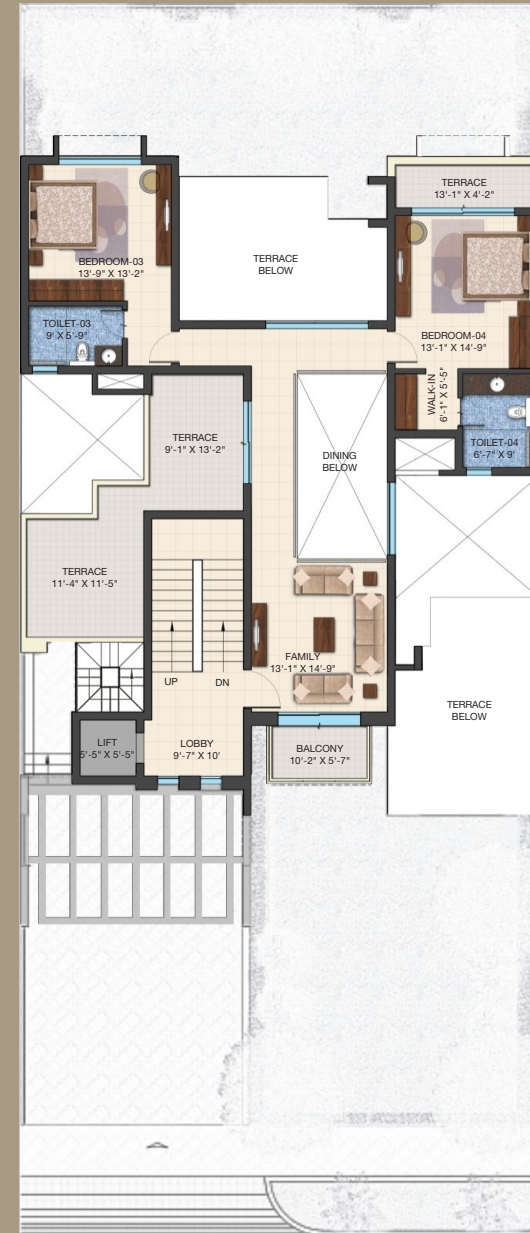 TERRACE
13'-1" X 4'-2"
BEDROOM-03
13'-9" X 13'-2"
TERRACE
BELOW
TOILET-03
9' X 5'-9"
BEDROOM-04
13'-1" X 14'-9"
WALK-IN
6'-1" X 5'-5"
TERRACE
9'-1" X 13'-2"
DINING
BELOW
TOILET-04
6'-7" X 9'
TERRACE
11'-4" X 11'-5"
FAMILY
13'-1" X 14'-9"
UP
DN
TERRACE
BELOW
LIFT
5'-5" X 5'-5"
LOBBY
9'-7" X 10'
BALCONY
10'-2" X 5'-7"